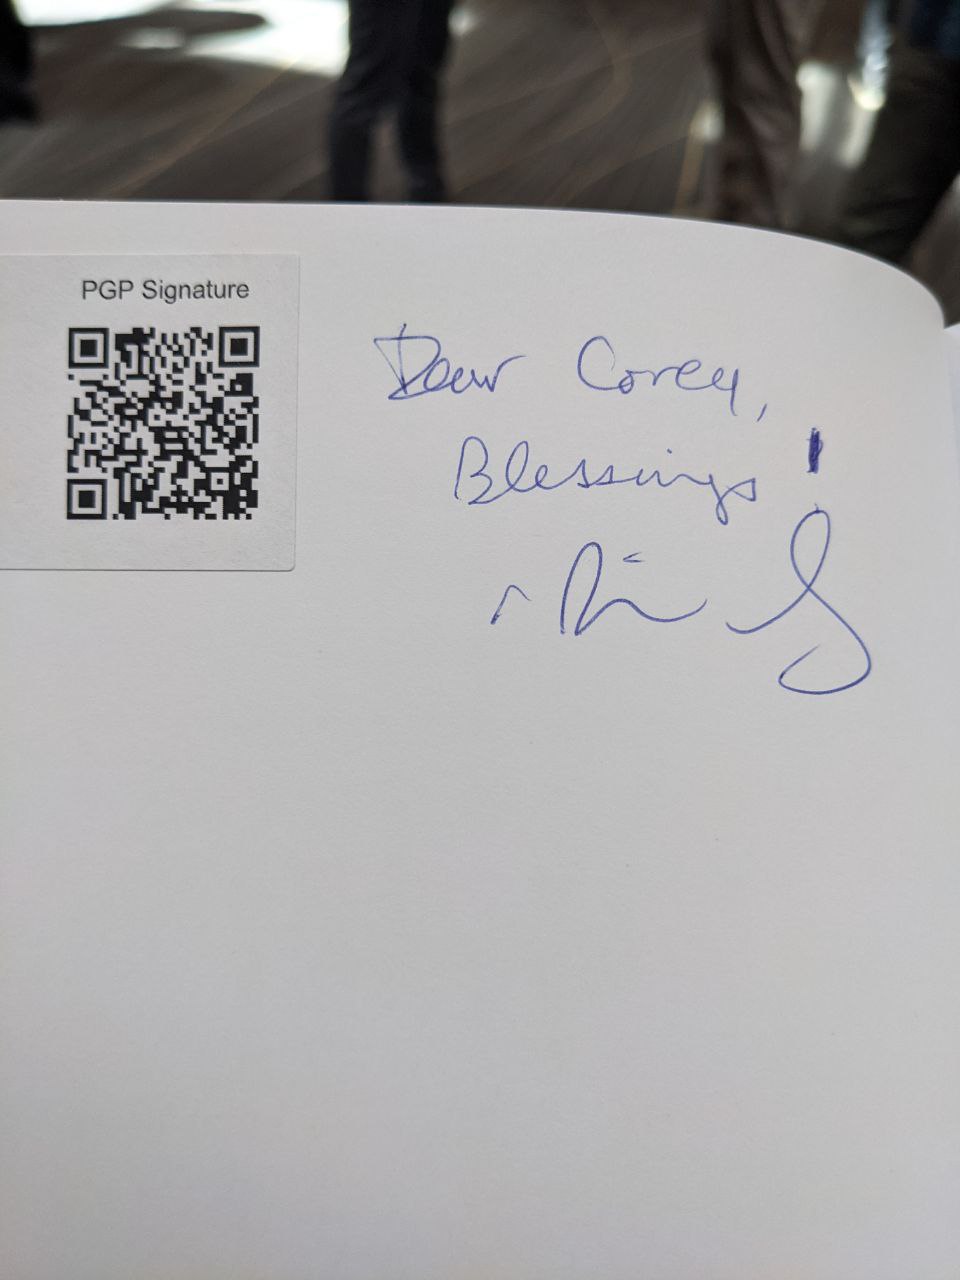 PGP Signature
Dear Corey,
Blessings!